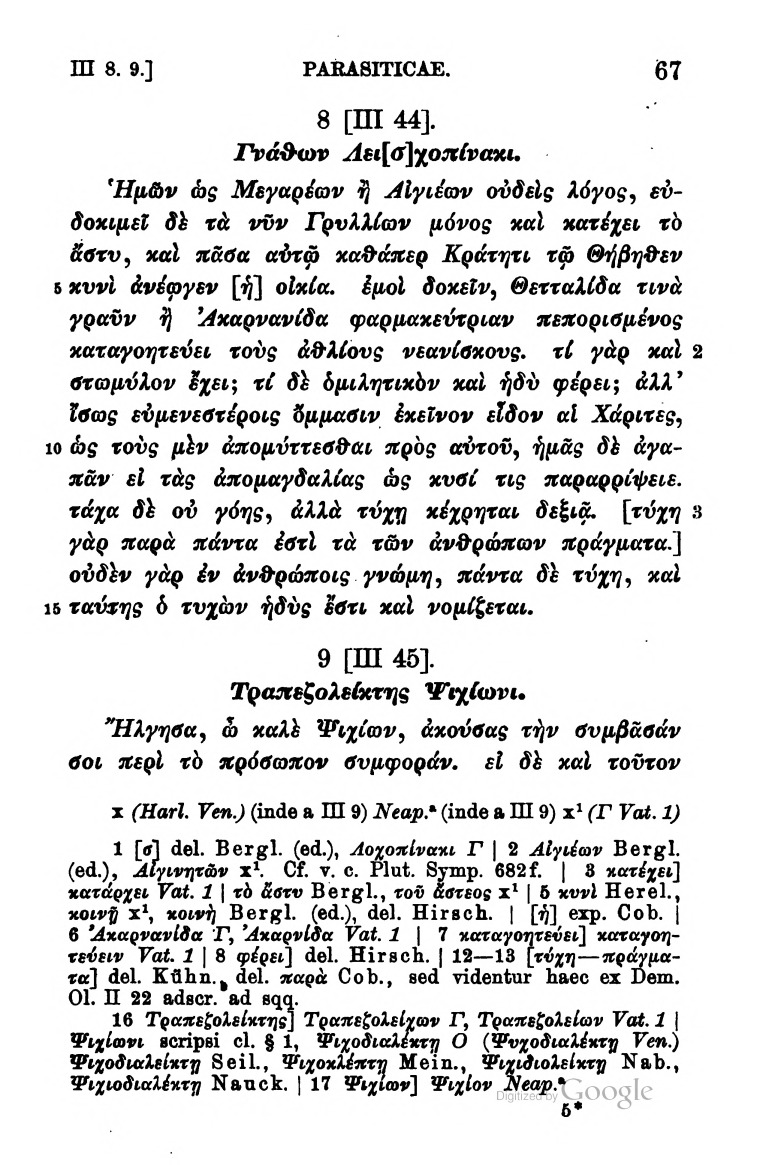 III 8. 9.] PARASITICAE. 67
8 [III 44].
Γνάθων Λει[σ]χοπίνακι.
Ἡμῶν ὡς Μεγαρέων ἢ Αἰγιέων οὐδεὶς λόγος, εὐ-
δοκιμεῖ δὲ τὰ νῦν Γρυλλίων μόνος καὶ κατέχει τὸ
ἄστυ, καὶ πᾶσα αὐτῷ καθάπερ Κράτητι τῷ Θήβηθεν
5 κυνὶ ἀνέῳγεν [ἡ] οἰκία. ἐμοὶ δοκεῖν, Θετταλίδα τινὰ
γραῦν ἢ Ἀκαρνανίδα φαρμακεύτριαν πεπορισμένος
καταγοητεύει τοὺς ἀθλίους νεανίσκους. τί γὰρ καὶ 2
στωμύλον ἔχει; τί δὲ ὁμιλητικὸν καὶ ἡδὺ φέρει; ἀλλ’
ἴσως εὐμενεστέροις ὄμμασιν ἐκεῖνον εἶδον αἱ Χάριτες,
10 ὡς τοὺς μὲν ἀπομύττεσθαι πρὸς αὐτοῦ, ἡμᾶς δὲ ἀγα-
πᾶν εἰ τὰς ἀπομαγδαλίας ὡς κυσί τις παραρρίψειε.
τάχα δὲ οὐ γόης, ἀλλὰ τύχῃ κέχρηται δεξιᾷ. [τύχη 3
γὰρ παρὰ πάντα ἐστὶ τὰ τῶν ἀνθρώπων πράγματα.]
οὐδὲν γὰρ ἐν ἀνθρώποις γνώμη, πάντα δὲ τύχη, καὶ
15 ταύτης ὁ τυχὼν ἡδύς ἔστι καὶ νομίζεται.
9 [III 45].
Τραπεζολείκτης Ψιχίωνι.
Ἤλγησα, ὦ καλὲ Ψιχίων, ἀκούσας τὴν συμβᾶσάν
σοι περὶ τὸ πρόσωπον συμφοράν. εἰ δὲ καὶ τοῦτον
x (Harl. Ven.) (inde a III 9) Neap.ª (inde a III 9) x¹ (Γ Vat. 1)
1 [σ] del. Bergl. (ed.), Λοχοπίνακι Γ | 2 Αἰγιέων Bergl.
(ed.), Αἰγινητῶν x¹. Cf. v. c. Plut. Symp. 682f. | 3 κατέχει]
κατάρχει Vat. 1 | τὸ ἄστυ Bergl., τοῦ ἄστεος x¹ | 5 κυνὶ Herel.,
κοινῇ x¹, κοινὴ Bergl. (ed.), del. Hirsch. | [ἡ] exp. Cob. |
6 Ἀκαρνανίδα Γ, Ἀκαρνίδα Vat. 1 | 7 καταγοητεύει] καταγοη-
τεύειν Vat. 1 | 8 φέρει] del. Hirsch. | 12—13 [τύχη—πράγμα-
τα] del. Kühn., del. παρὰ Cob., sed videntur haec ex Dem.
Ol. II 22 adscr. ad sqq.
16 Τραπεζολείκτης] Τραπεζολείχων Γ, Τραπεζολείων Vat. 1 |
Ψιχίωνι scripsi cl. § 1, Ψιχοδιαλέκτῃ O (Ψυχοδιαλέκτῃ Ven.)
Ψιχοδιαλείκτῃ Seil., Ψιχοκλέπτῃ Mein., Ψιχιδιολείκτῃ Nab.,
Ψιχιοδιαλέκτῃ Nauck. | 17 Ψιχίων] Ψιχίον Neap.ª
Digitized by Google
5*